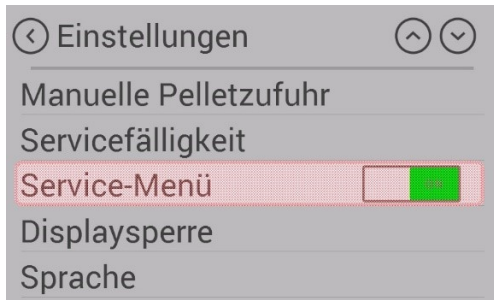 Einstellungen
Manuelle Pelletzufuhr
Servicefälligkeit
Service-Menü
Displaysperre
Sprache